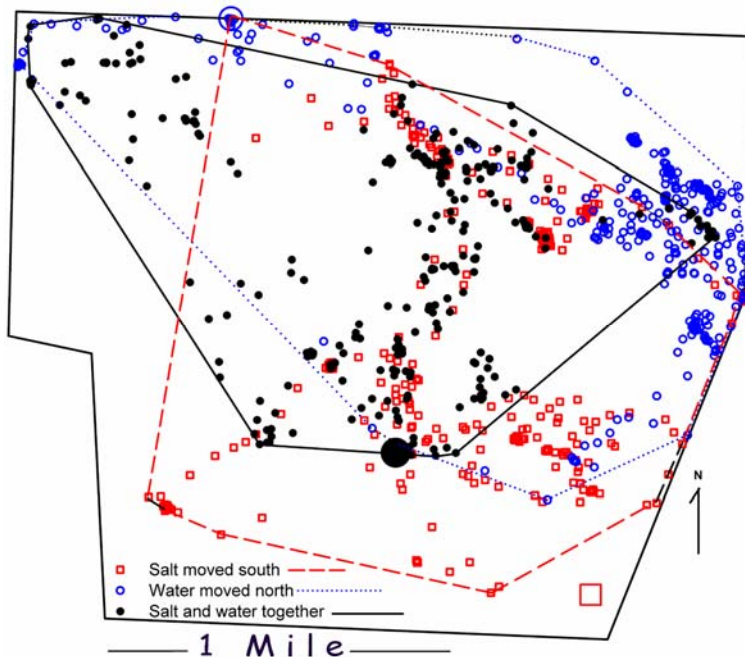 N
Salt moved south
Water moved north
Salt and water together
1 Mile